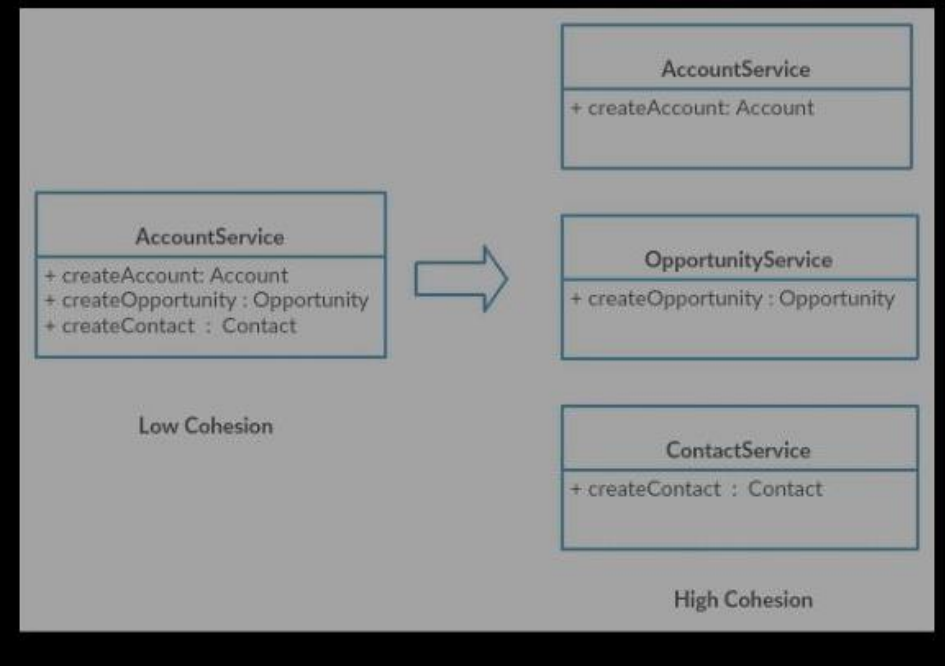 AccountService
+ createAccount: Account
+ createOpportunity : Opportunity
+ createContact : Contact
Low Cohesion
AccountService
+ createAccount: Account
OpportunityService
+ createOpportunity : Opportunity
ContactService
+ createContact : Contact
High Cohesion